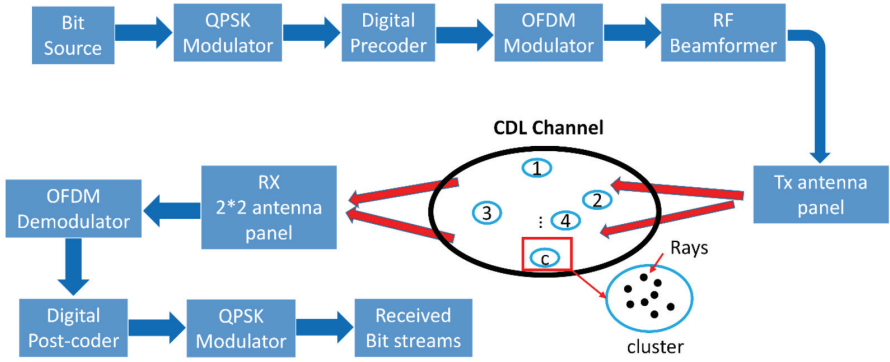 Bit
Source
QPSK
Modulator
Digital
Precoder
OFDM
Modulator
RF
Beamformer
CDL Channel
1
2
3
4
⋮
c
Tx antenna
panel
RX
2*2 antenna
panel
OFDM
Demodulator
Rays
cluster
Digital
Post-coder
QPSK
Modulator
Received
Bit streams